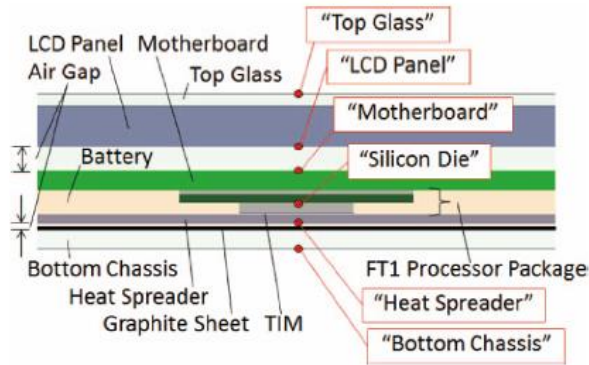 “Top Glass”
LCD Panel Motherboard
Air Gap
Top Glass
“LCD Panel”
“Motherboard”
Battery
“Silicon Die”
Bottom Chassis
FT1 Processor Package
Heat Spreader
“Heat Spreader”
Graphite Sheet
TIM
“Bottom Chassis”